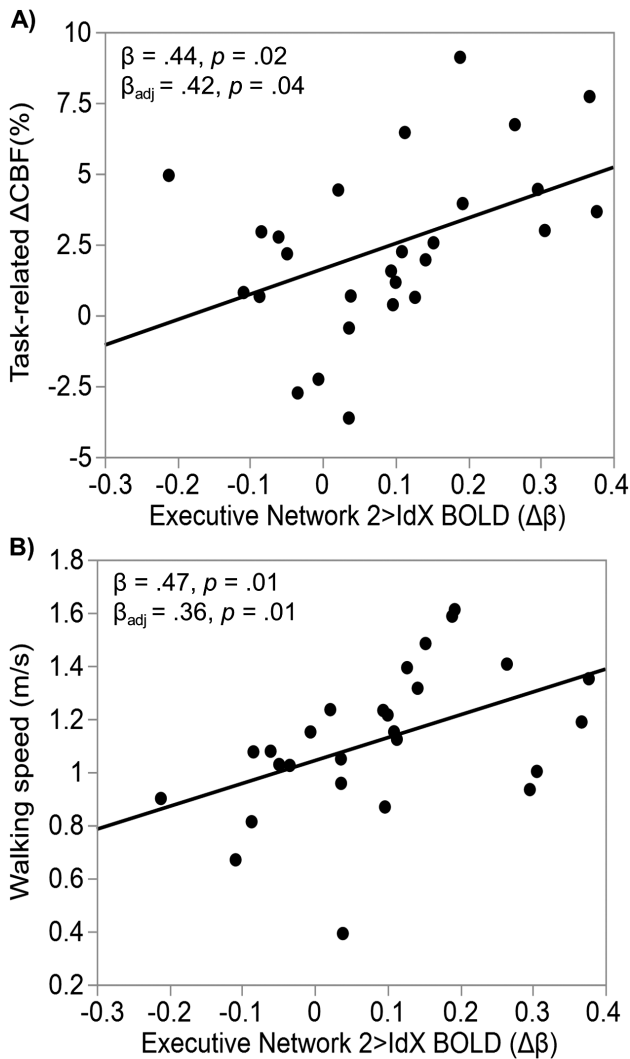 A)
β = .44, p = .02
βadj = .42, p = .04
Task-related ΔCBF(%)
10
7.5
5
2.5
0
-2.5
-5
-0.3 -0.2 -0.1 0 0.1 0.2 0.3 0.4
Executive Network 2>IdX BOLD (Δβ)
B)
β = .47, p = .01
βadj = .36, p = .01
Walking speed (m/s)
1.8
1.6
1.4
1.2
1
0.8
0.6
0.4
0.2
-0.3 -0.2 -0.1 0 0.1 0.2 0.3 0.4
Executive Network 2>IdX BOLD (Δβ)